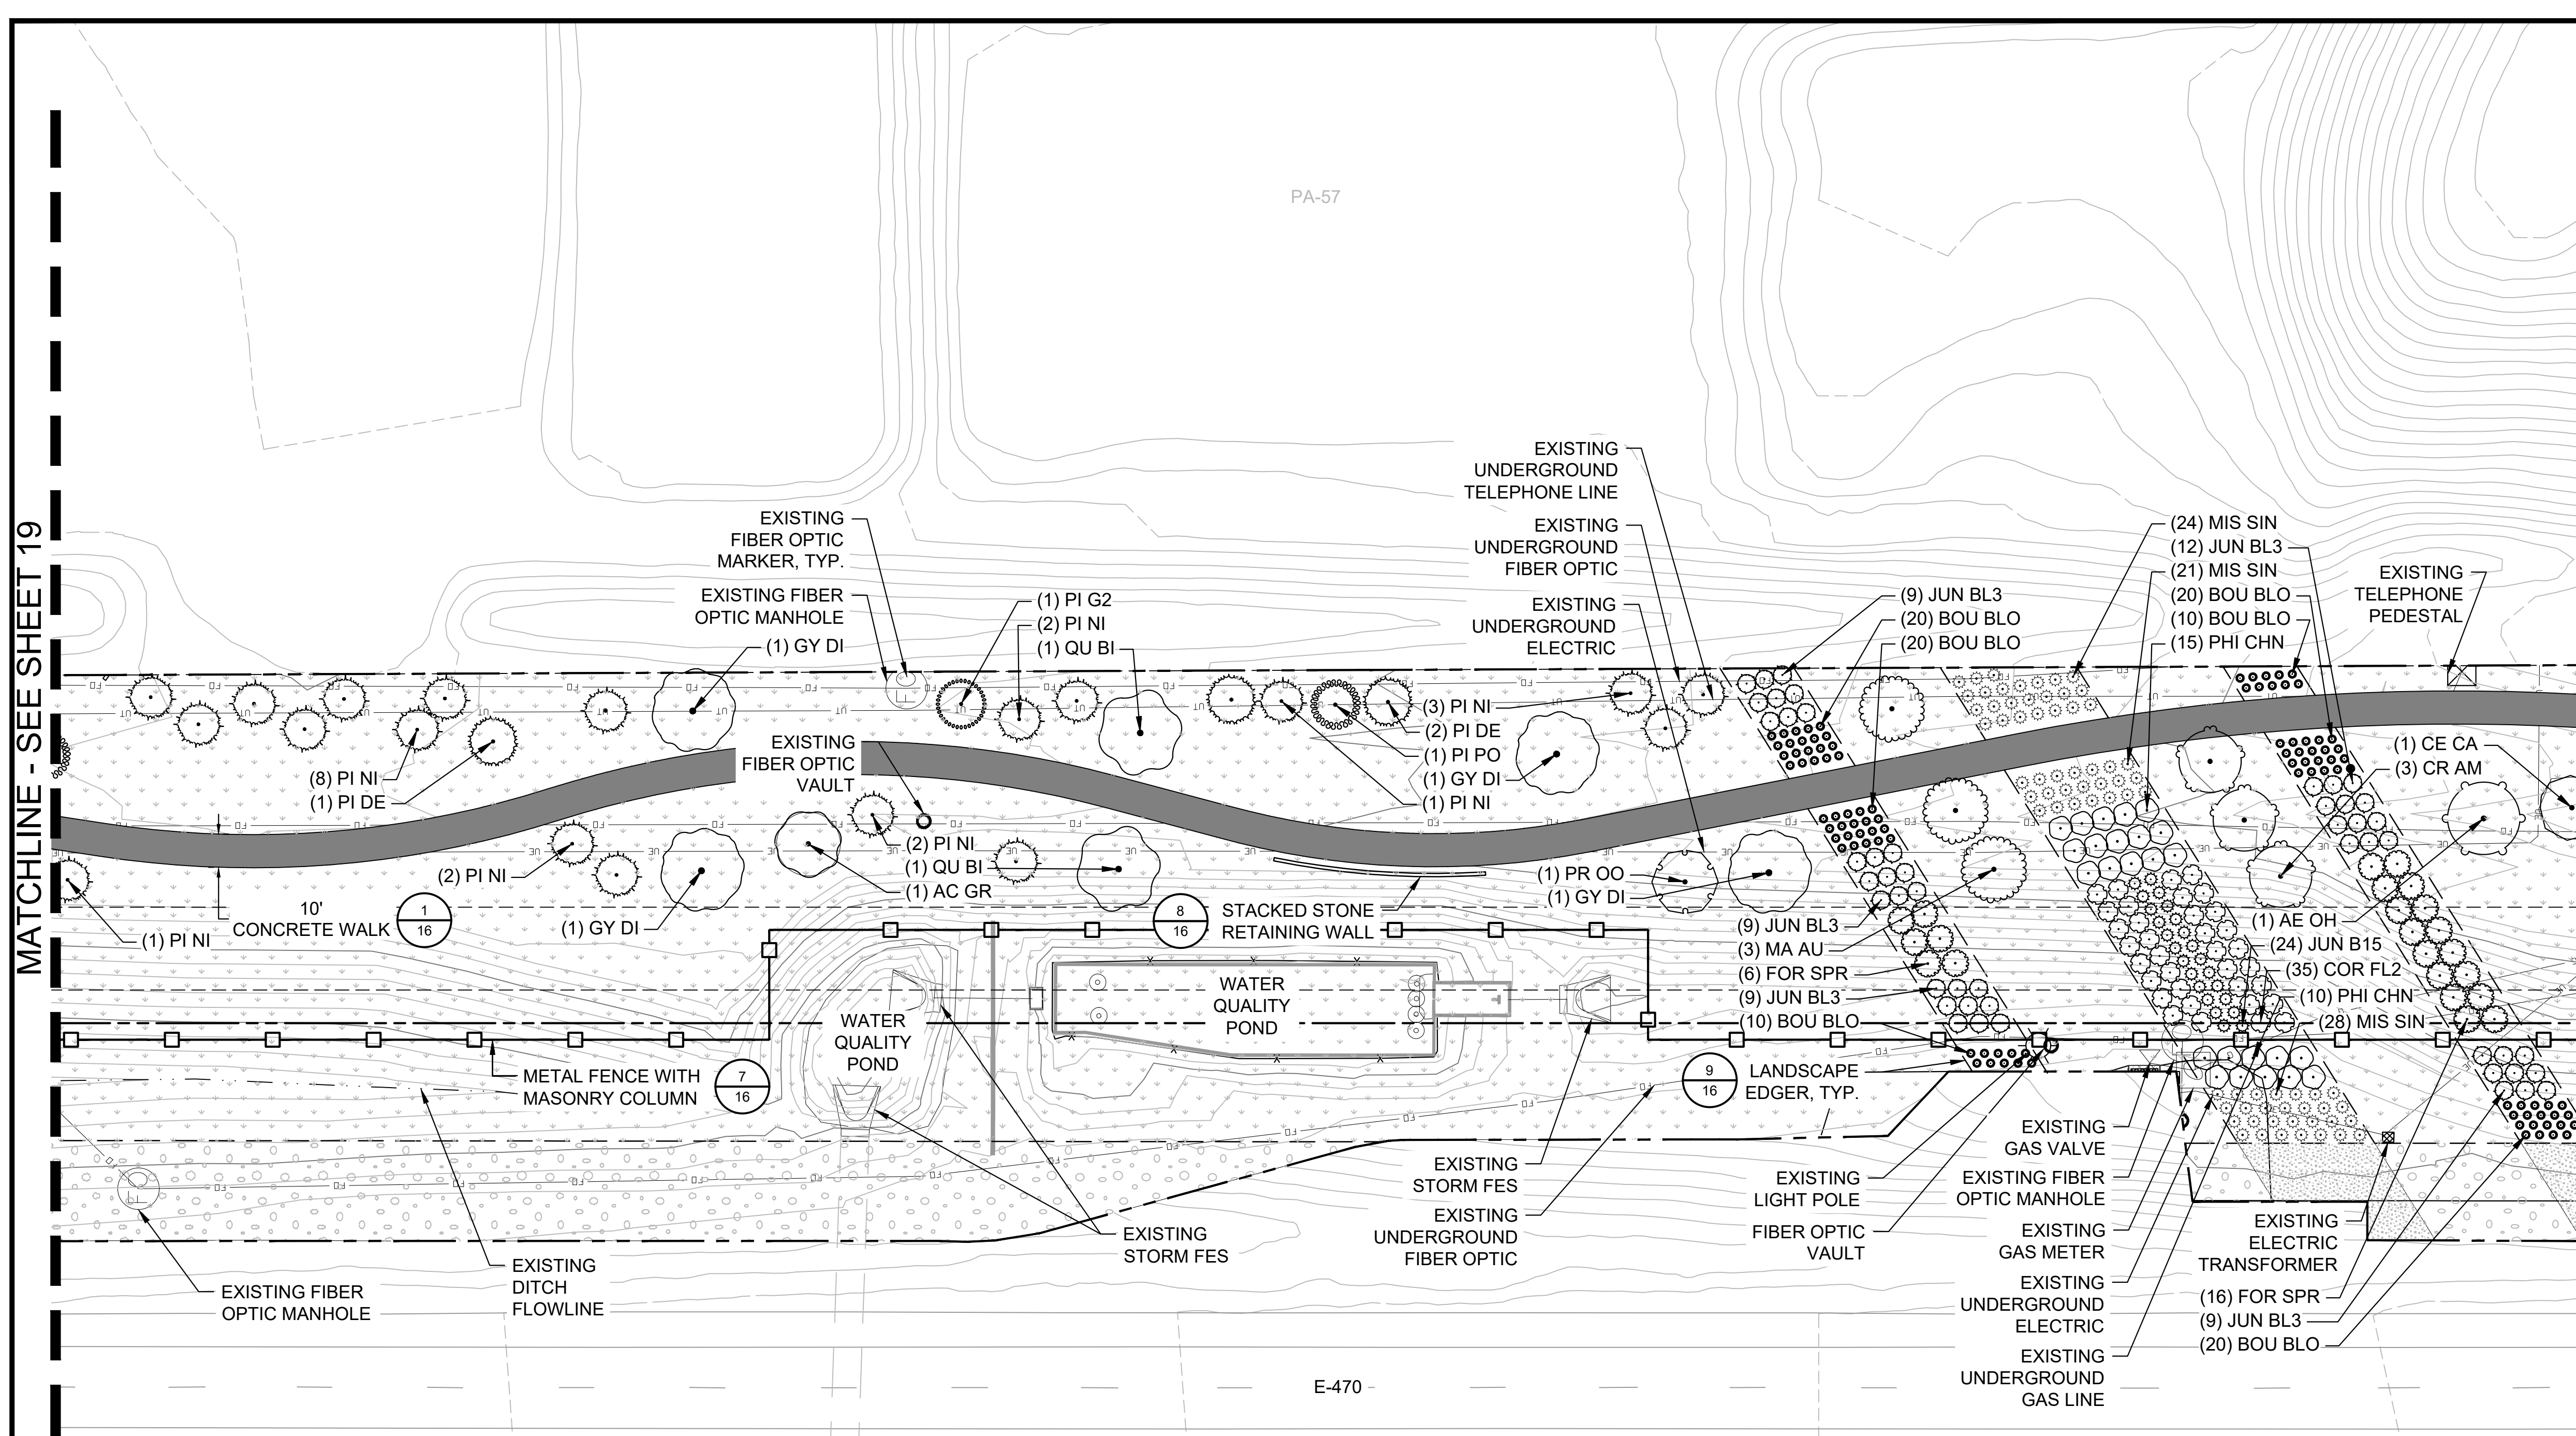 PA-57
MATCHLINE - SEE SHEET 19
EXISTING
FIBER OPTIC
MARKER, TYP.
EXISTING FIBER
OPTIC MANHOLE
(1) GY DI
(1) PI G2
(2) PI NI
(1) QU BI
EXISTING
UNDERGROUND
TELEPHONE LINE
EXISTING
UNDERGROUND
FIBER OPTIC
EXISTING
UNDERGROUND
ELECTRIC
(9) JUN BL3
(20) BOU BLO
(20) BOU BLO
(24) MIS SIN
(12) JUN BL3
(21) MIS SIN
(20) BOU BLO
(10) BOU BLO
(15) PHI CHN
EXISTING
TELEPHONE
PEDESTAL
(8) PI NI
(1) PI DE
EXISTING
FIBER OPTIC
VAULT
(3) PI NI
(2) PI DE
(1) PI PO
(1) GY DI
(1) PI NI
(1) CE CA
(3) CR AM
(2) PI NI
(2) PI NI
(1) QU BI
(1) AC GR
(1) PR OO
(1) GY DI
(1) PI NI
10'
CONCRETE WALK
1
16
(1) GY DI
8
16
STACKED STONE
RETAINING WALL
(9) JUN BL3
(3) MA AU
(6) FOR SPR
(9) JUN BL3
(10) BOU BLO
(1) AE OH
(24) JUN B15
(35) COR FL2
(10) PHI CHN
(28) MIS SIN
WATER
QUALITY
POND
WATER
QUALITY
POND
METAL FENCE WITH
MASONRY COLUMN
7
16
9
16
LANDSCAPE
EDGER, TYP.
EXISTING
GAS VALVE
EXISTING FIBER
OPTIC MANHOLE
EXISTING
GAS METER
EXISTING
UNDERGROUND
ELECTRIC
EXISTING
UNDERGROUND
GAS LINE
EXISTING
STORM FES
EXISTING
UNDERGROUND
FIBER OPTIC
EXISTING
LIGHT POLE
FIBER OPTIC
VAULT
EXISTING
ELECTRIC
TRANSFORMER
(16) FOR SPR
(9) JUN BL3
(20) BOU BLO
EXISTING
STORM FES
EXISTING
DITCH
FLOWLINE
EXISTING FIBER
OPTIC MANHOLE
E-470